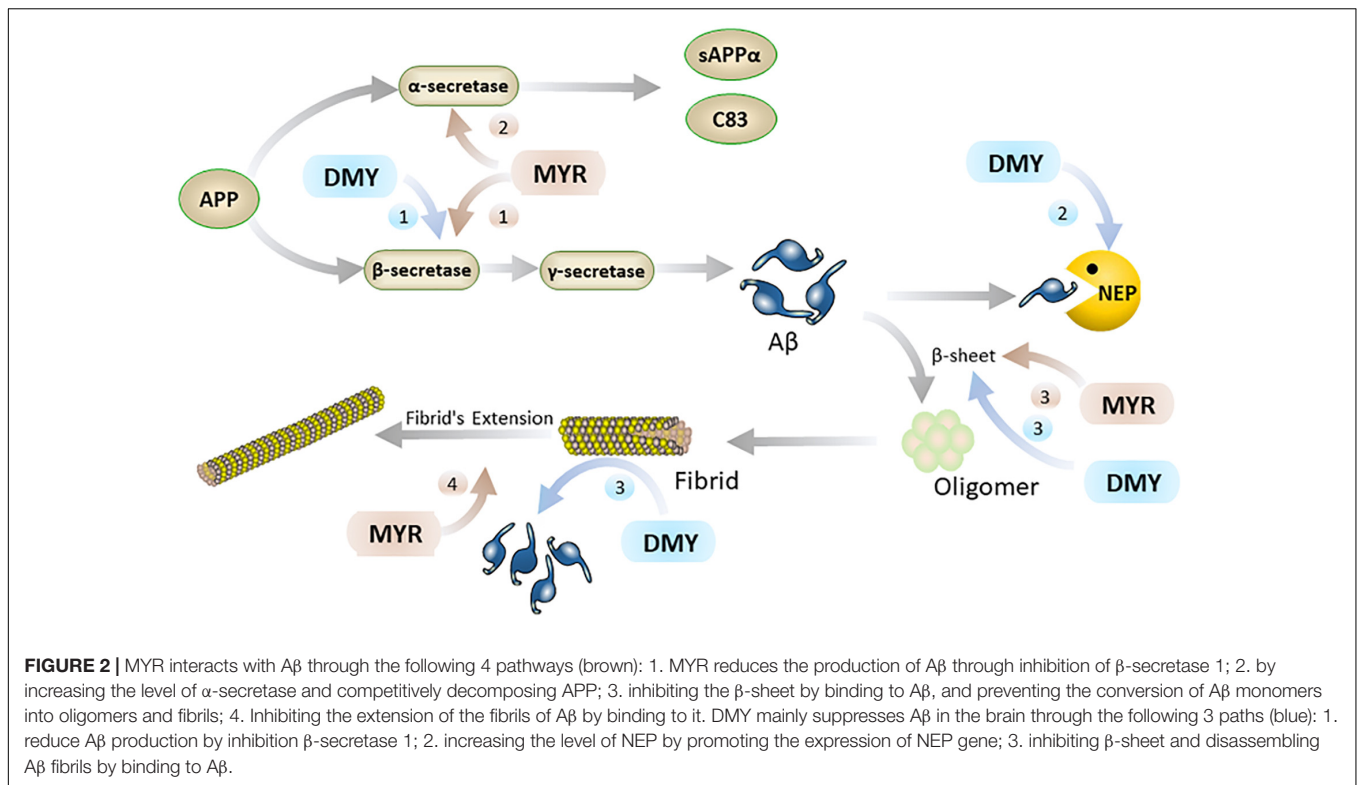 sAPPα
α-secretase
C83
2
DMY
MYR
DMY
APP
1
1
2
β-secretase
γ-secretase
NEP
Aβ
β-sheet
3
MYR
Fibrid's Extension
3
Fibrid
Oligomer
DMY
4
3
MYR
DMY
FIGURE 2 | MYR interacts with Aβ through the following 4 pathways (brown): 1. MYR reduces the production of Aβ through inhibition of β-secretase 1; 2. by
increasing the level of α-secretase and competitively decomposing APP; 3. inhibiting the β-sheet by binding to Aβ, and preventing the conversion of Aβ monomers
into oligomers and fibrils; 4. Inhibiting the extension of the fibrils of Aβ by binding to it. DMY mainly suppresses Aβ in the brain through the following 3 paths (blue): 1.
reduce Aβ production by inhibition β-secretase 1; 2. increasing the level of NEP by promoting the expression of NEP gene; 3. inhibiting β-sheet and disassembling
Aβ fibrils by binding to Aβ.